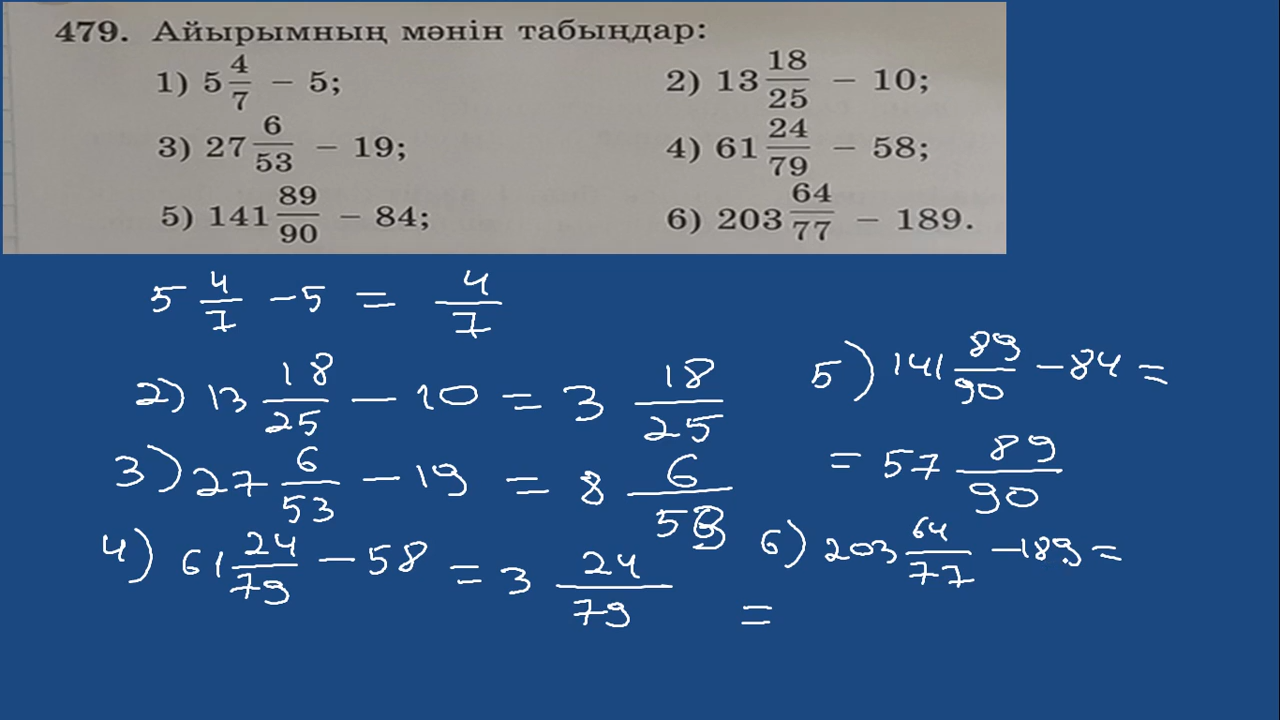 479. Айырымның мәнін табыңдар:
1) 5 4/7 − 5; 2) 13 18/25 − 10;
3) 27 6/53 − 19; 4) 61 24/79 − 58;
5) 141 89/90 − 84; 6) 203 64/77 − 189.
5 4/7 − 5 = 4/7
2) 13 18/25 − 10 = 3 18/25
3) 27 6/53 − 19 = 8 6/53
4) 61 24/79 − 58 = 3 24/79
5) 141 89/90 − 84 =
= 57 89/90
6) 203 64/77 − 189 =
=